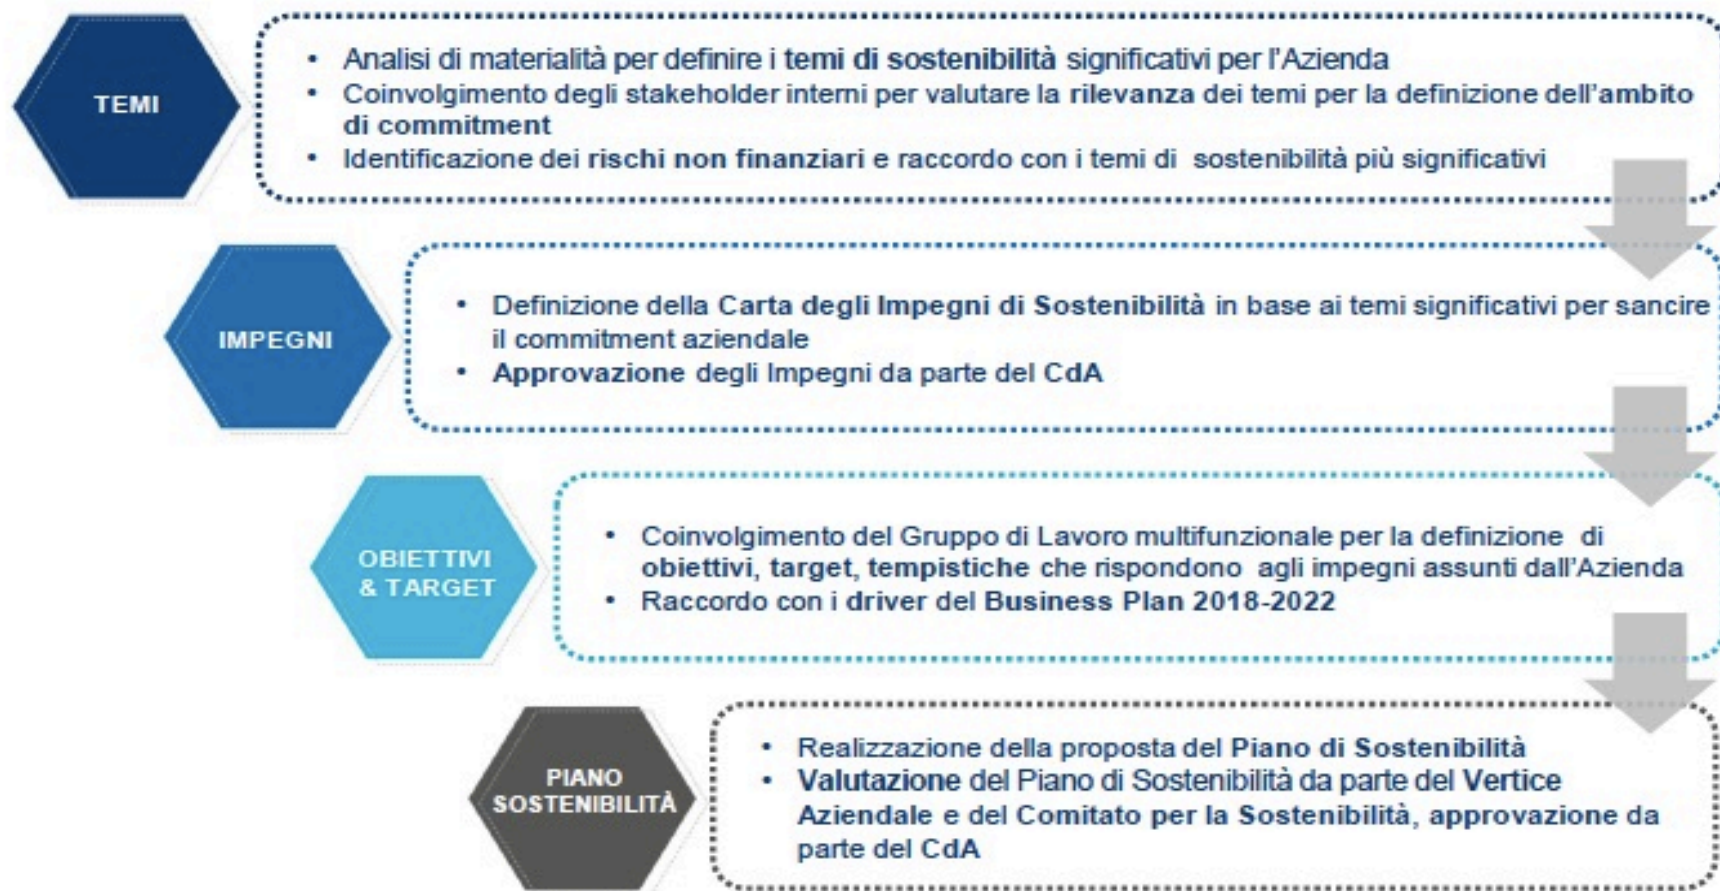 TEMI
• Analisi di materialità per definire i temi di sostenibilità significativi per l'Azienda
• Coinvolgimento degli stakeholder interni per valutare la rilevanza dei temi per la definizione dell'ambito
di commitment
• Identificazione dei rischi non finanziari e raccordo con i temi di sostenibilità più significativi
IMPEGNI
• Definizione della Carta degli Impegni di Sostenibilità in base ai temi significativi per sancire
il commitment aziendale
• Approvazione degli Impegni da parte del CdA
OBIETTIVI
& TARGET
• Coinvolgimento del Gruppo di Lavoro multifunzionale per la definizione di
obiettivi, target, tempistiche che rispondono agli impegni assunti dall'Azienda
• Raccordo con i driver del Business Plan 2018-2022
PIANO
SOSTENIBILITÀ
• Realizzazione della proposta del Piano di Sostenibilità
• Valutazione del Piano di Sostenibilità da parte del Vertice
Aziendale e del Comitato per la Sostenibilità, approvazione da
parte del CdA